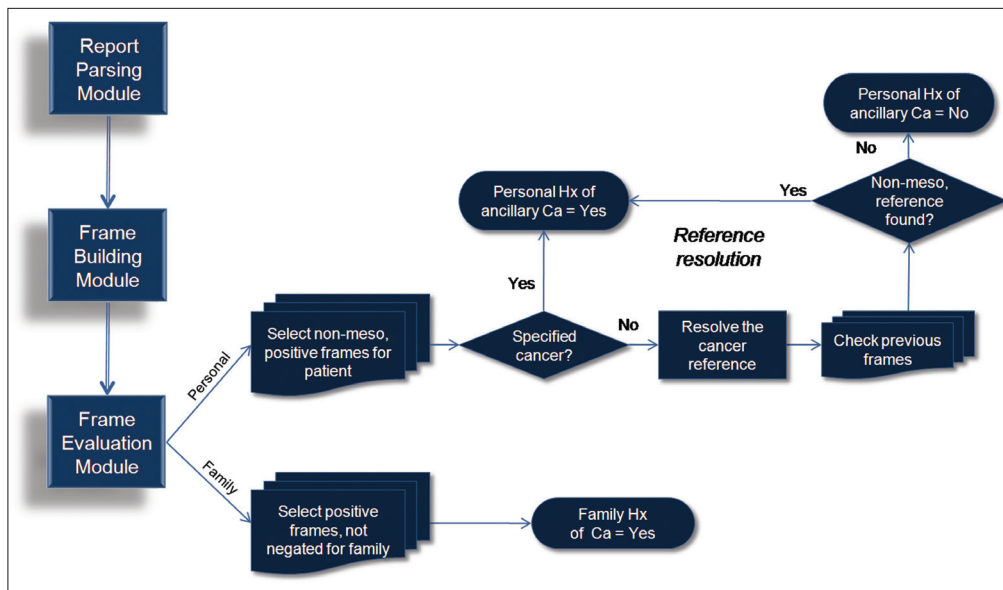 Report
Parsing
Module
Frame
Building
Module
Frame
Evaluation
Module
Personal
Family
Select non-meso,
positive frames for
patient
Specified
cancer?
Yes
Personal Hx of
ancillary Ca = Yes
No
Resolve the
cancer
reference
Check previous
frames
Reference
resolution
Non-meso,
reference
found?
Yes
No
Personal Hx of
ancillary Ca = No
Select positive
frames, not
negated for family
Family Hx
of Ca = Yes